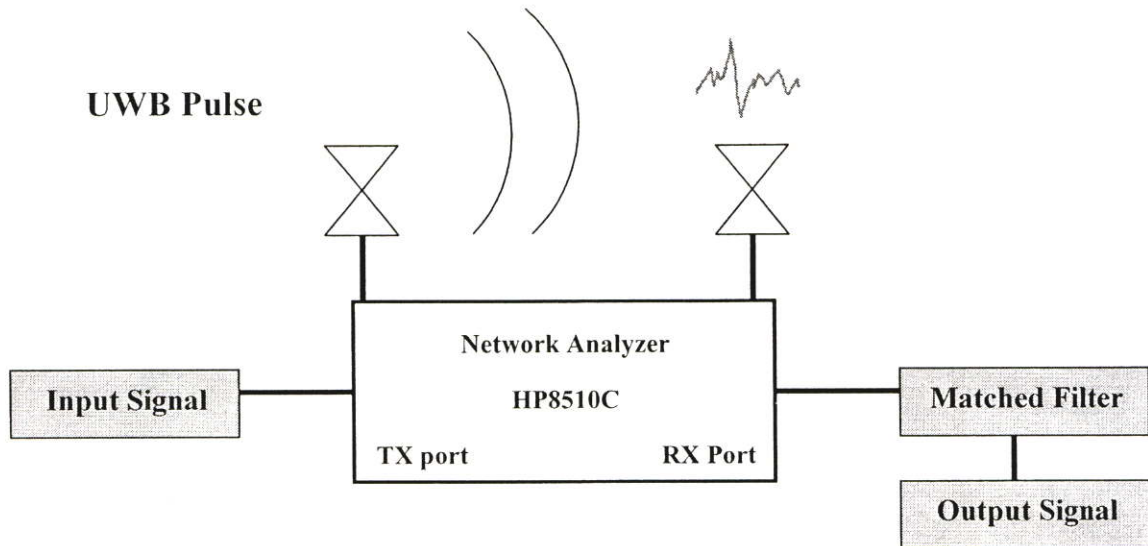 UWB Pulse
Network Analyzer
HP8510C
TX port
RX Port
Input Signal
Matched Filter
Output Signal